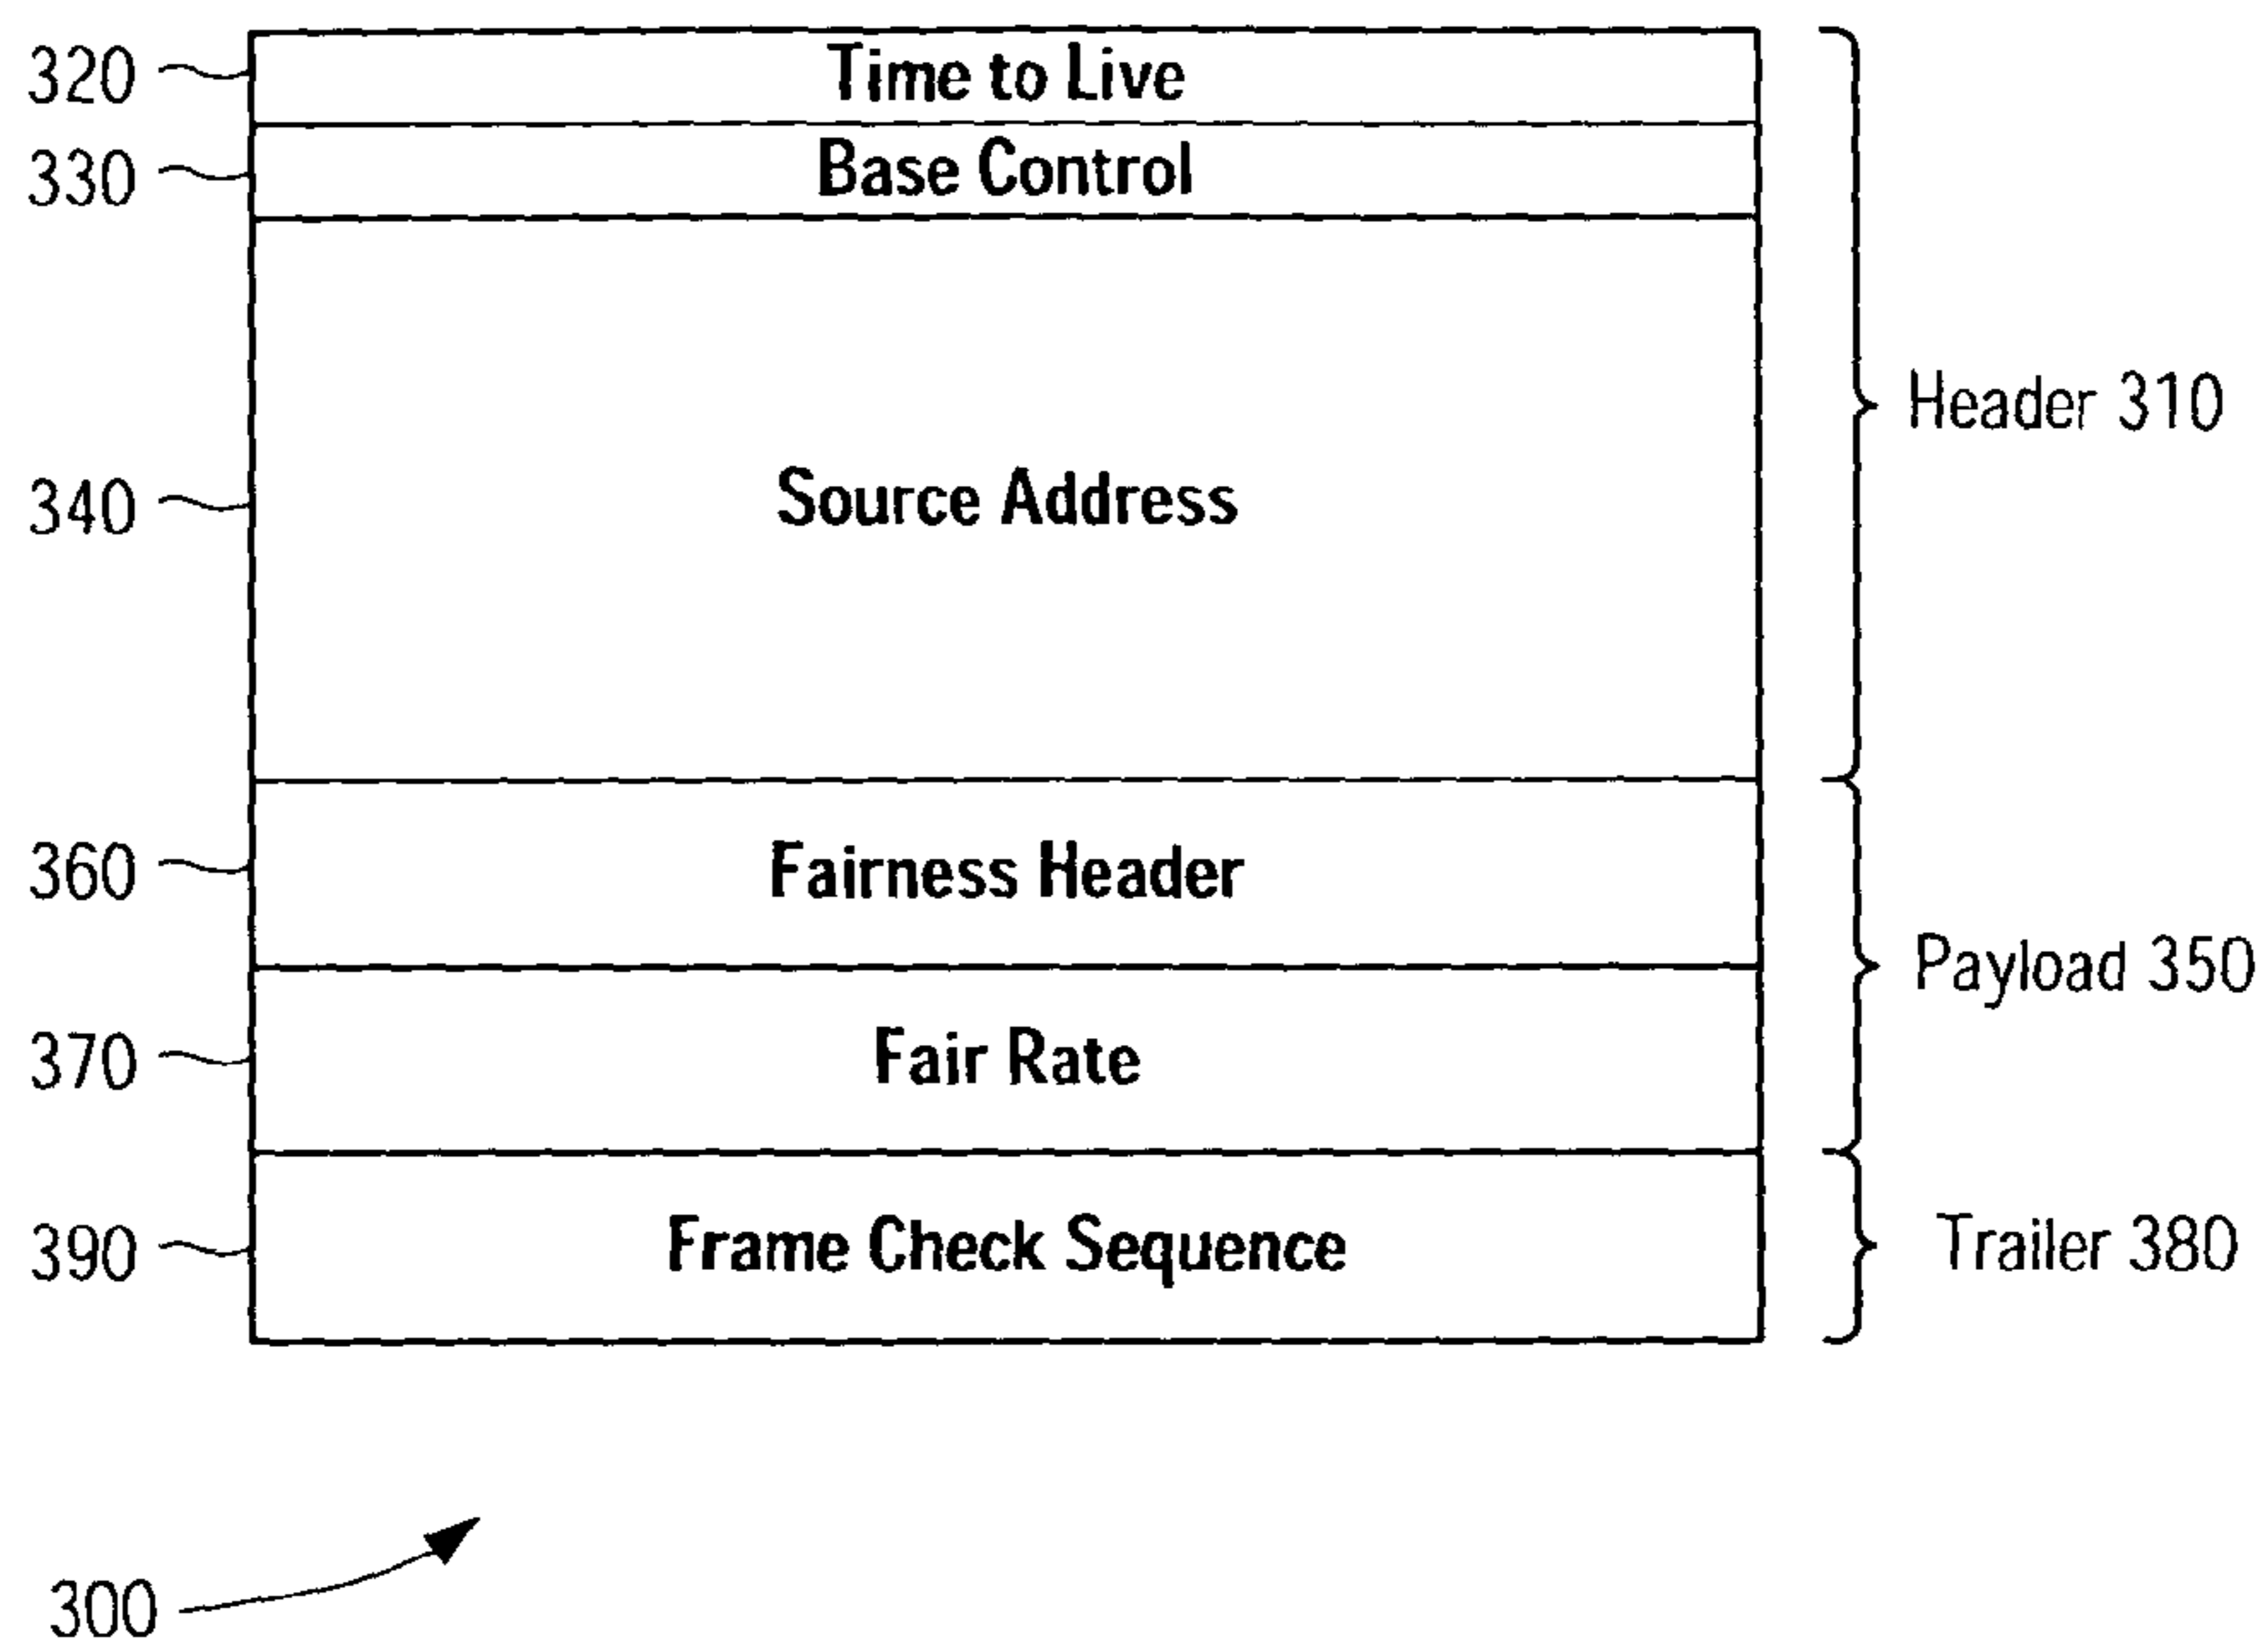 320 Time to Live
330 Base Control
Header 310
340 Source Address
360 Fairness Header
Payload 350
370 Fair Rate
390 Frame Check Sequence Trailer 380
300